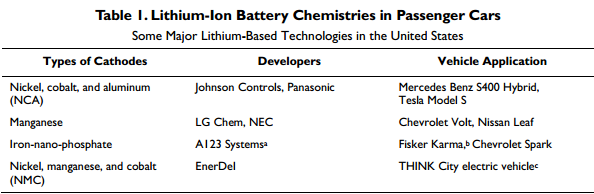 Table 1. Lithium-Ion Battery Chemistries in Passenger Cars
Some Major Lithium-Based Technologies in the United States
Types of Cathodes Developers Vehicle Application
Nickel, cobalt, and aluminum (NCA) Johnson Controls, Panasonic Mercedes Benz S400 Hybrid, Tesla Model S
Manganese LG Chem, NEC Chevrolet Volt, Nissan Leaf
Iron-nano-phosphate A123 Systemsᵃ Fisker Karma,ᵇ Chevrolet Spark
Nickel, manganese, and cobalt (NMC) EnerDel THINK City electric vehicleᶜ